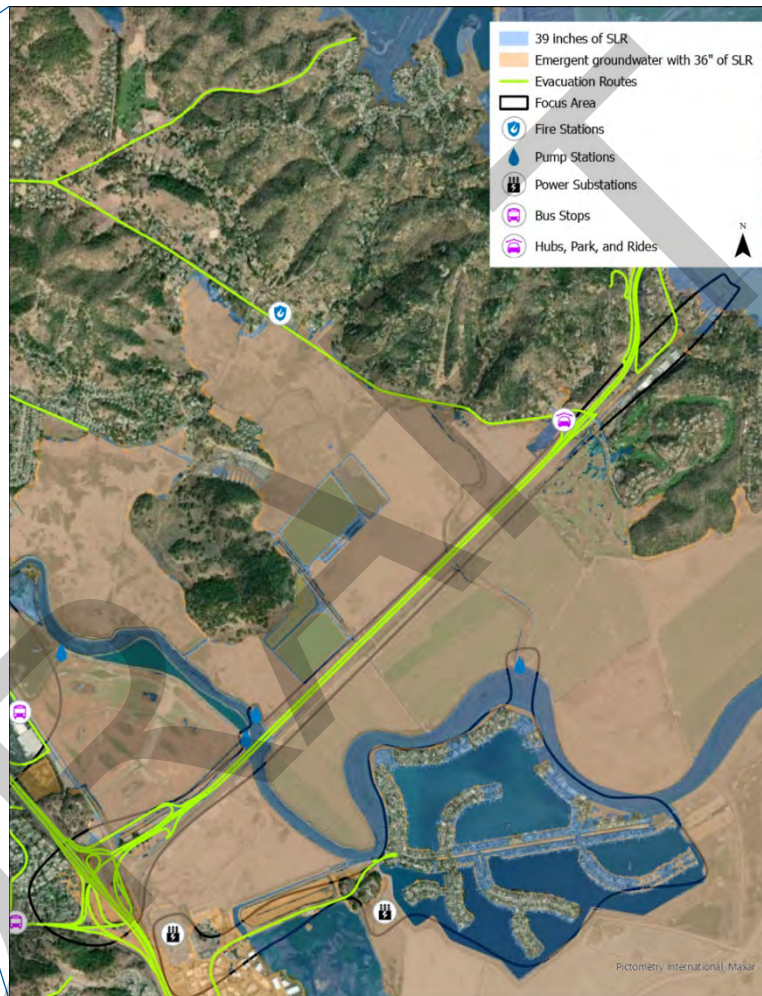 39 inches of SLR
Emergent groundwater with 36" of SLR
Evacuation Routes
Focus Area
Fire Stations
Pump Stations
Power Substations
Bus Stops
Hubs, Park, and Rides
N
DRAFT
Pictometry International, Maxar